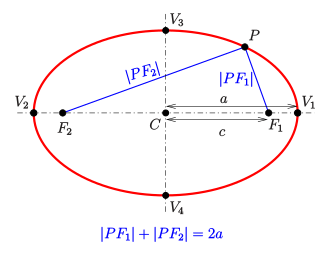 V₃
P
|PF₂|
|PF₁|
V₂
a
V₁
F₂
C
F₁
c
V₄
|PF₁| + |PF₂| = 2a